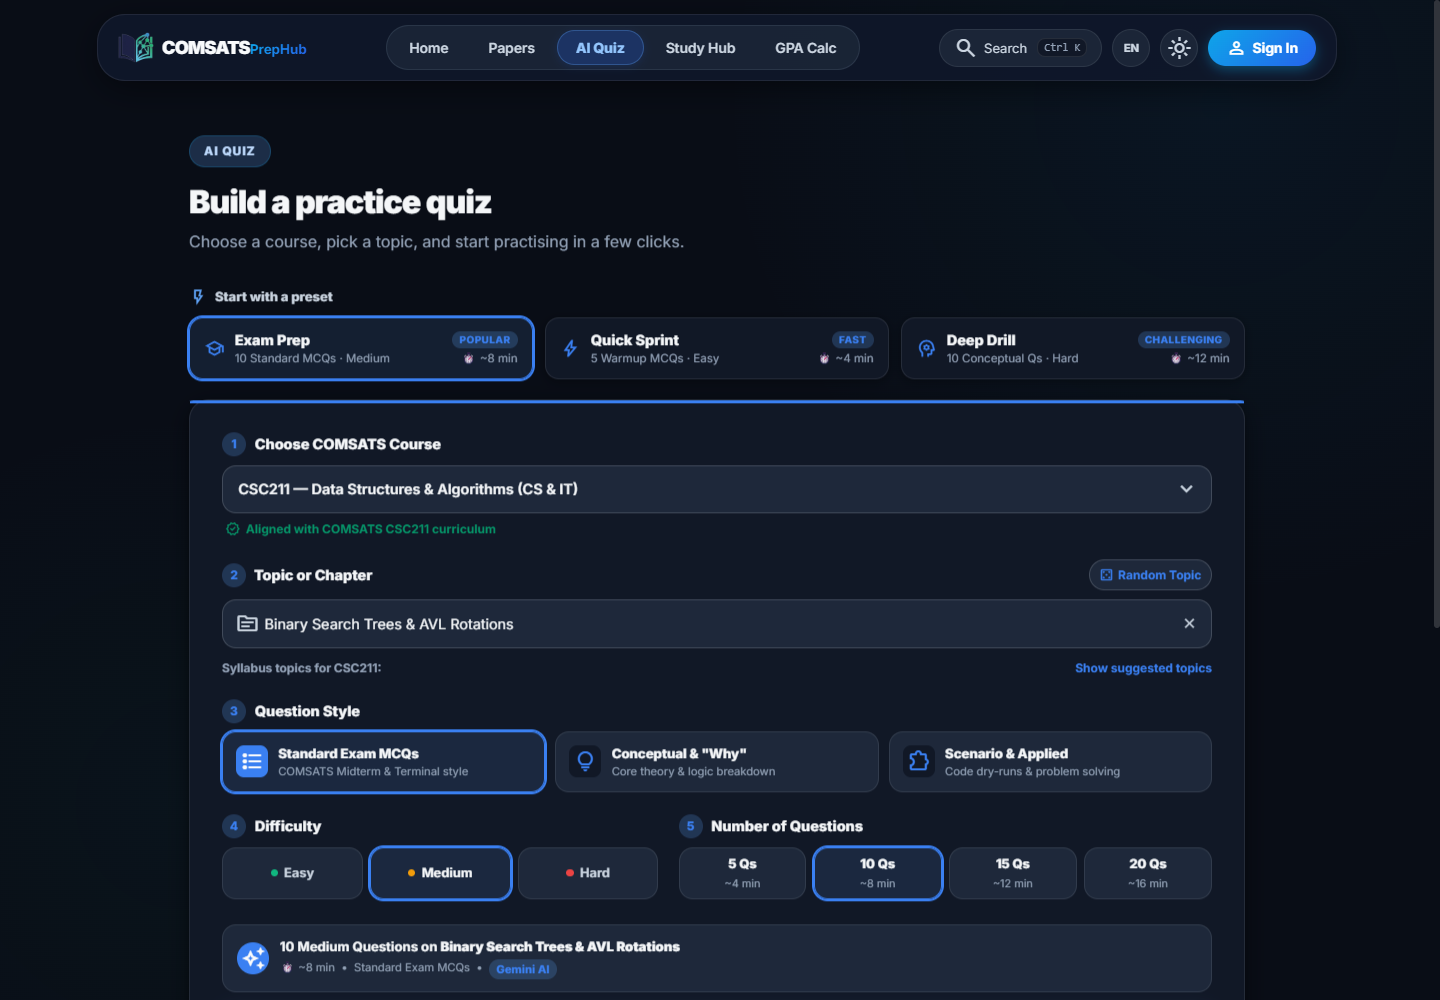 COMSATS PrepHub
Home
Papers
AI Quiz
Study Hub
GPA Calc
Search Ctrl K
EN
Sign In
AI QUIZ
Build a practice quiz
Choose a course, pick a topic, and start practising in a few clicks.
Start with a preset
Exam Prep POPULAR
10 Standard MCQs · Medium ~8 min
Quick Sprint FAST
5 Warmup MCQs · Easy ~4 min
Deep Drill CHALLENGING
10 Conceptual Qs · Hard ~12 min
1 Choose COMSATS Course
CSC211 — Data Structures & Algorithms (CS & IT)
Aligned with COMSATS CSC211 curriculum
2 Topic or Chapter
Random Topic
Binary Search Trees & AVL Rotations
Syllabus topics for CSC211:
Show suggested topics
3 Question Style
Standard Exam MCQs
COMSATS Midterm & Terminal style
Conceptual & "Why"
Core theory & logic breakdown
Scenario & Applied
Code dry-runs & problem solving
4 Difficulty
Easy
Medium
Hard
5 Number of Questions
5 Qs
~4 min
10 Qs
~8 min
15 Qs
~12 min
20 Qs
~16 min
10 Medium Questions on Binary Search Trees & AVL Rotations
~8 min • Standard Exam MCQs • Gemini AI